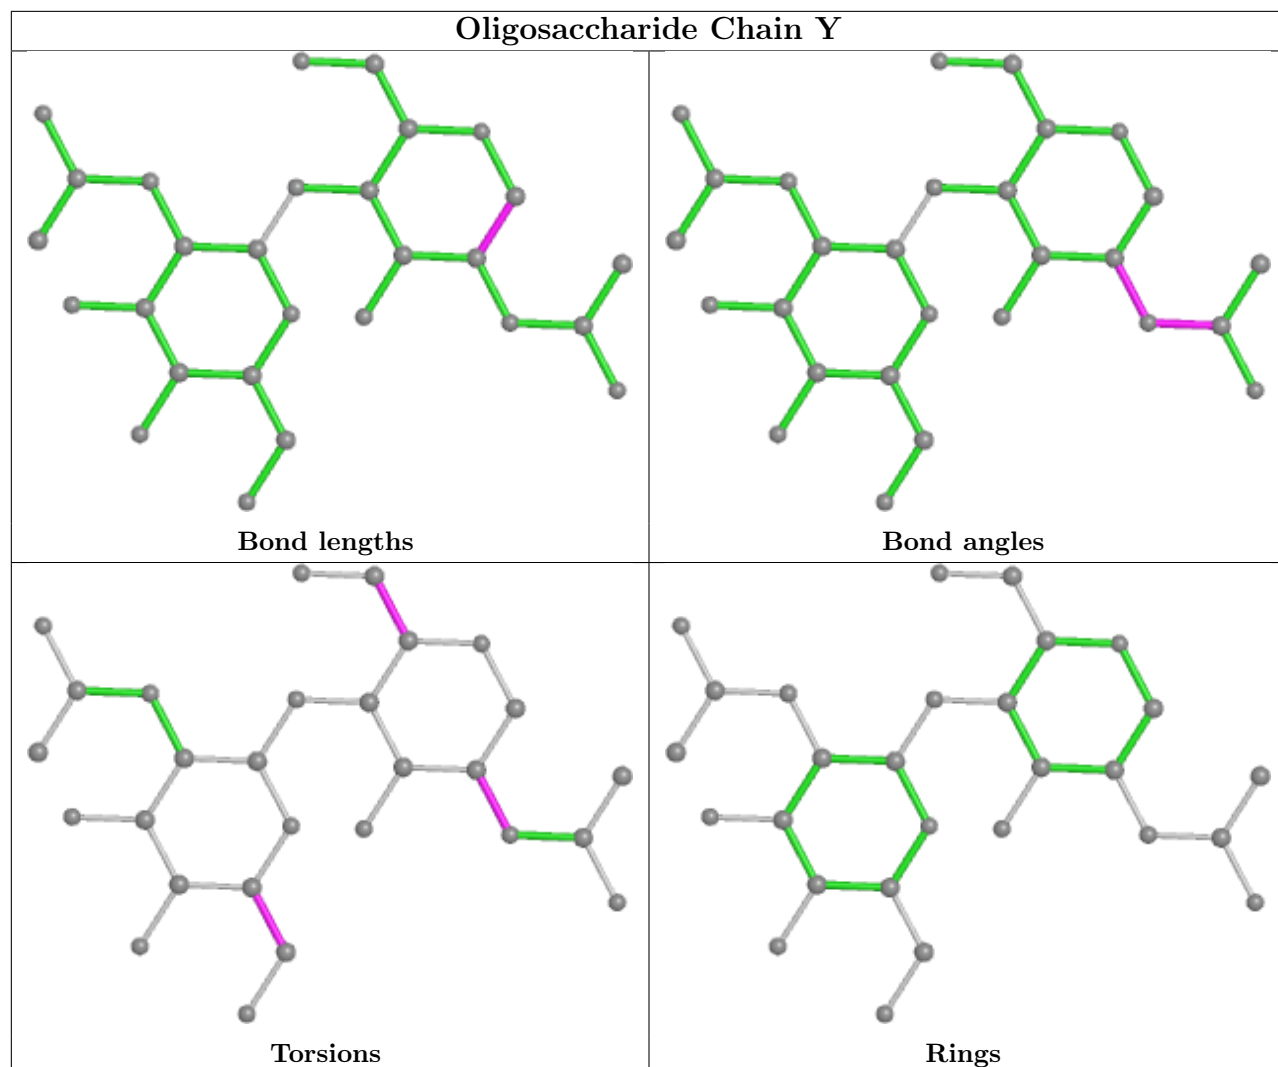 Oligosaccharide Chain Y
Bond lengths
Bond angles
Torsions
Rings